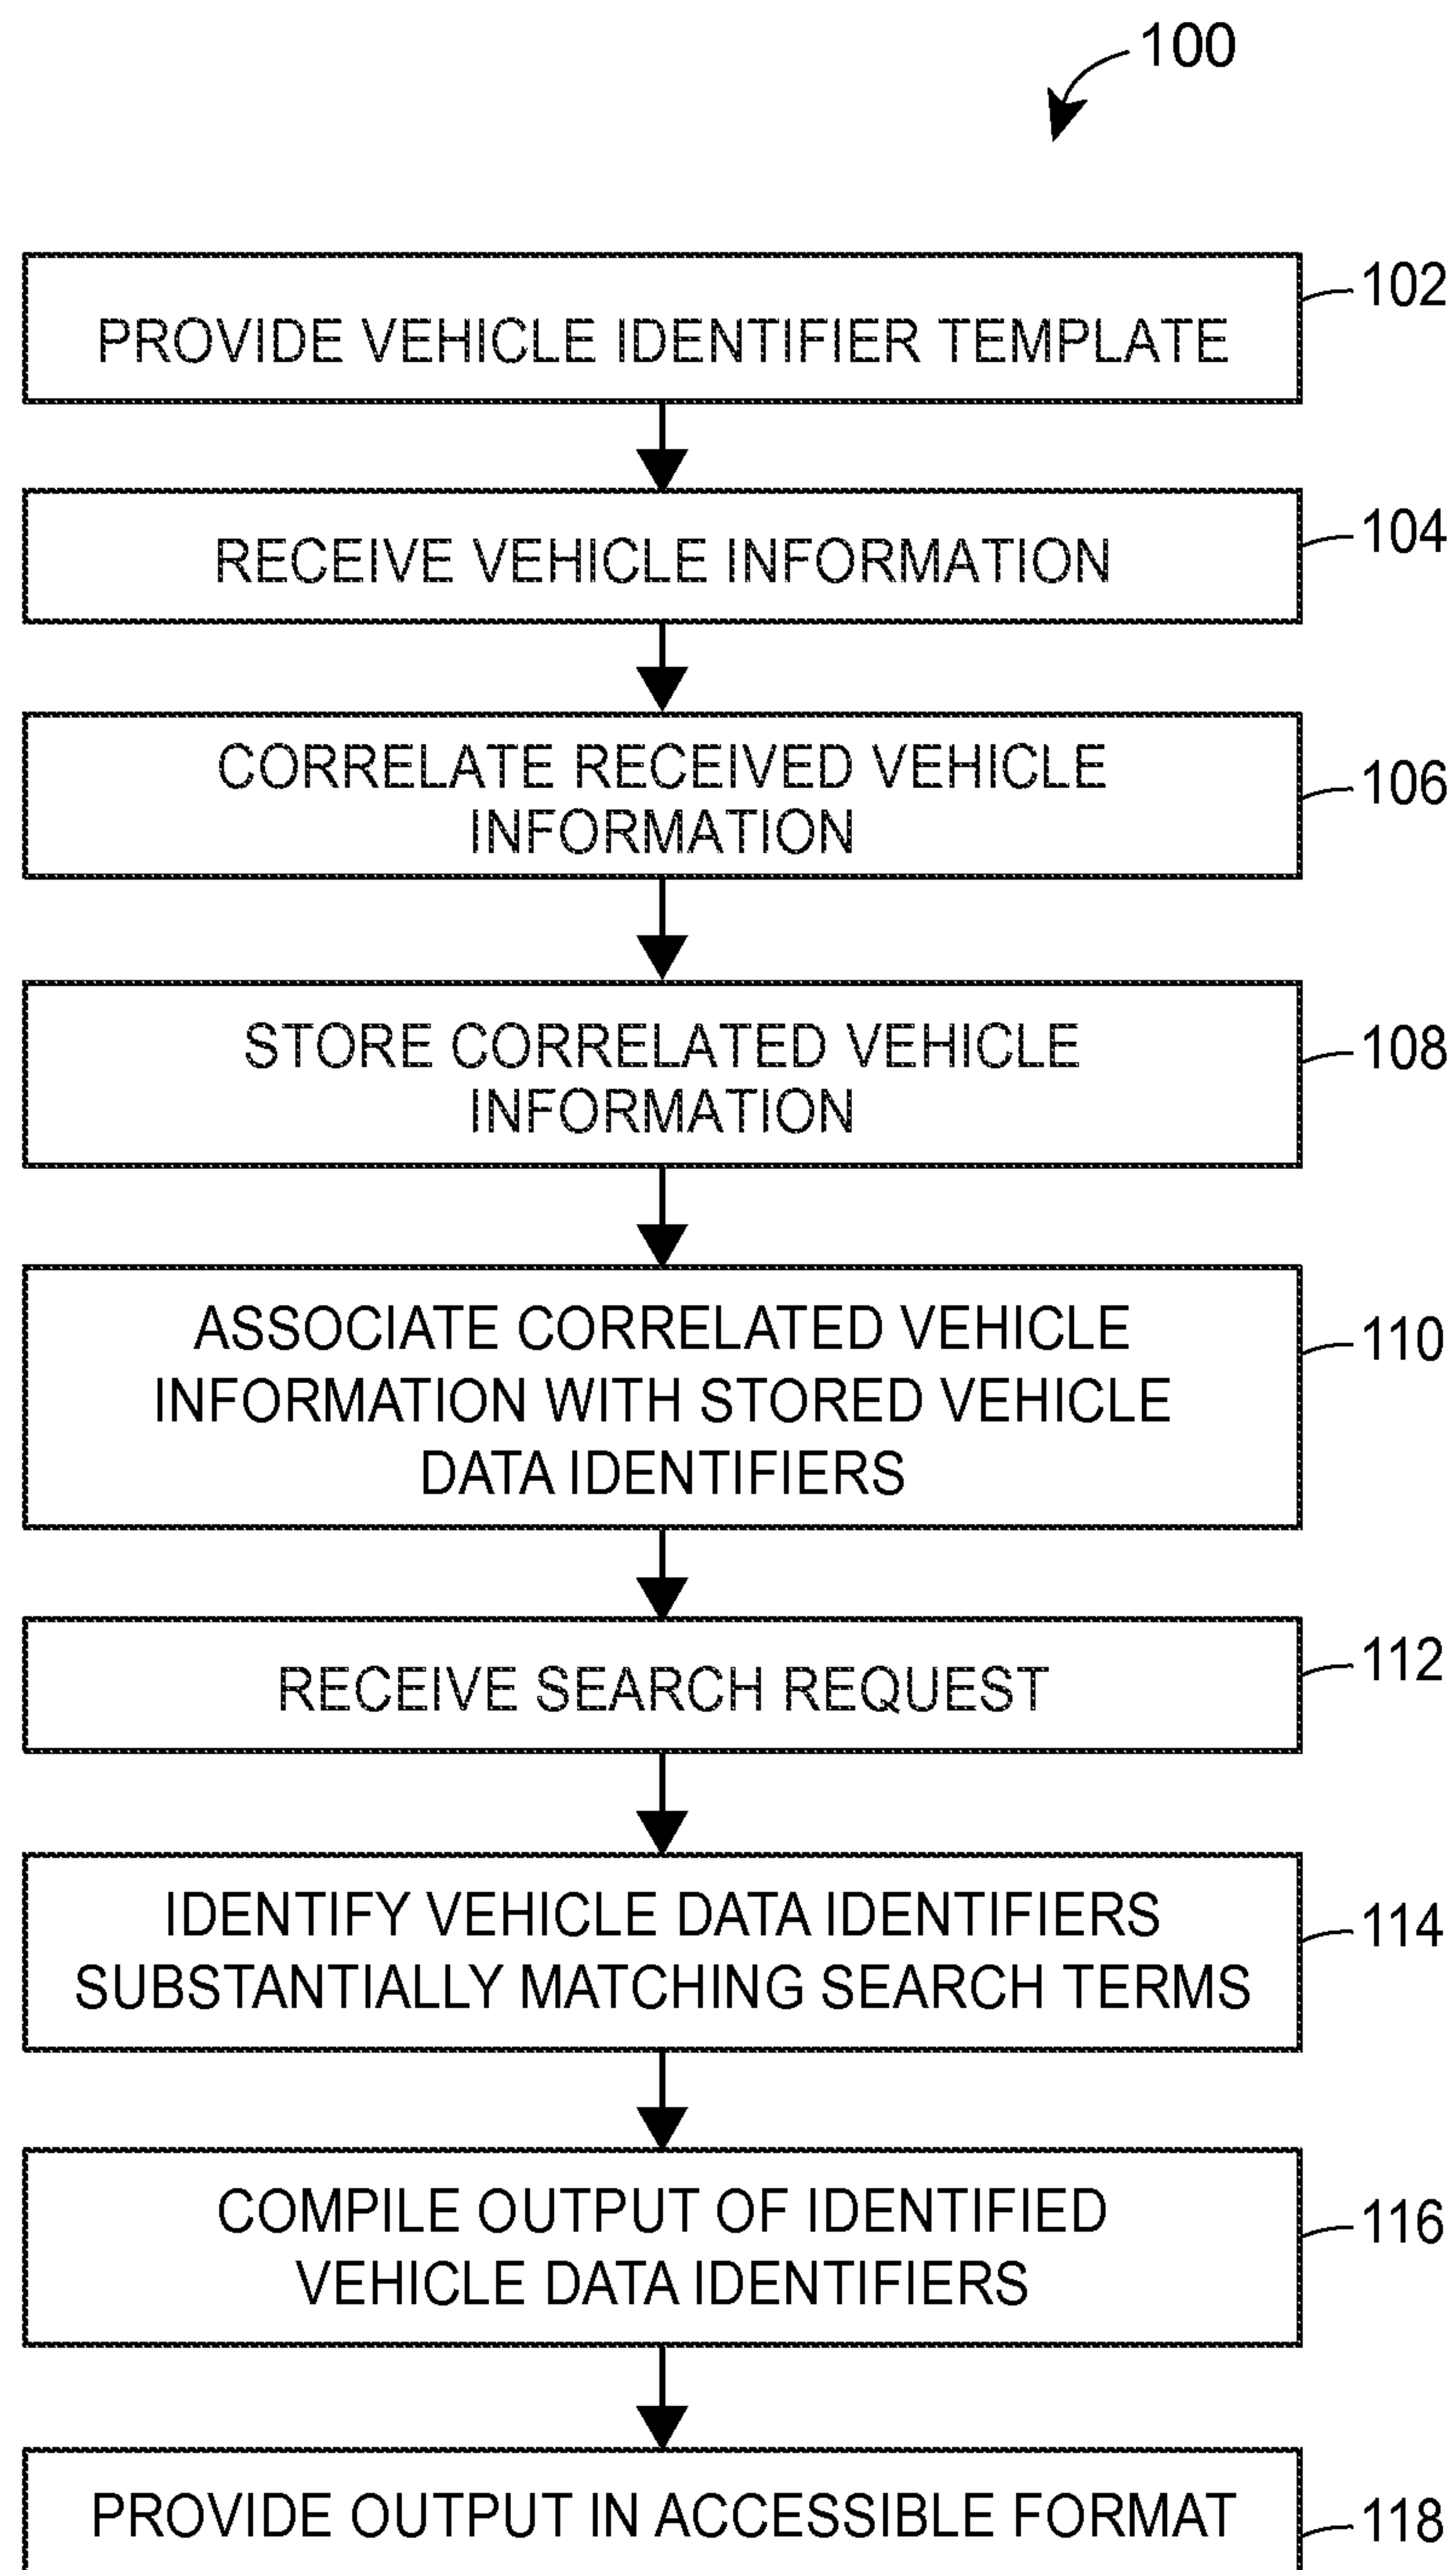 100
PROVIDE VEHICLE IDENTIFIER TEMPLATE
102
RECEIVE VEHICLE INFORMATION
104
CORRELATE RECEIVED VEHICLE
INFORMATION
106
STORE CORRELATED VEHICLE
INFORMATION
108
ASSOCIATE CORRELATED VEHICLE
INFORMATION WITH STORED VEHICLE
DATA IDENTIFIERS
110
RECEIVE SEARCH REQUEST
112
IDENTIFY VEHICLE DATA IDENTIFIERS
SUBSTANTIALLY MATCHING SEARCH TERMS
114
COMPILE OUTPUT OF IDENTIFIED
VEHICLE DATA IDENTIFIERS
116
PROVIDE OUTPUT IN ACCESSIBLE FORMAT
118